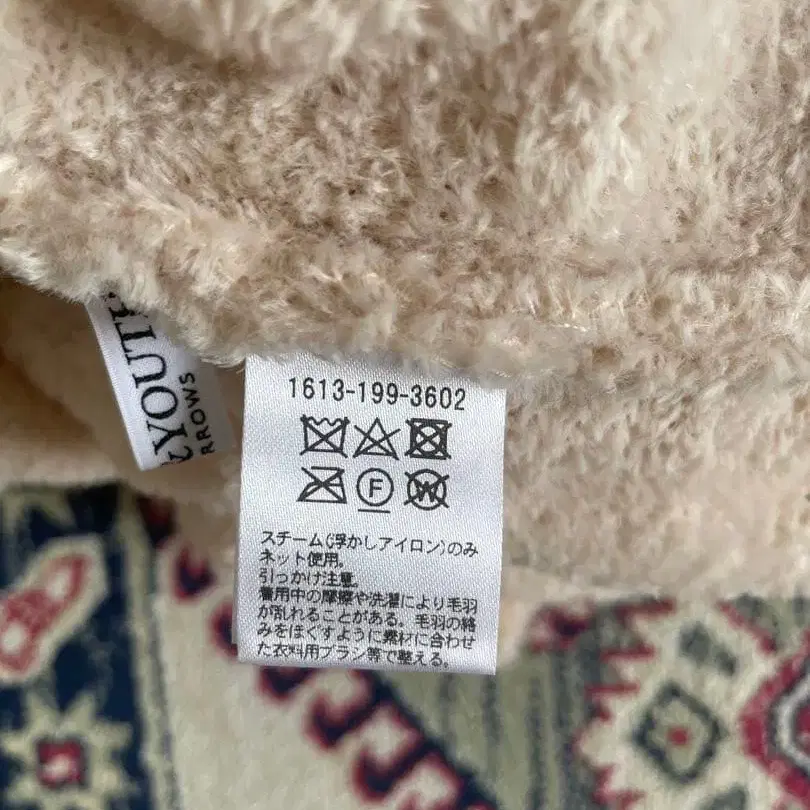 YOUTH
RROWS
1613-199-3602
F
W
スチーム(浮かしアイロン)のみ
ネット使用。
引っかけ注意。
着用中の摩擦や洗濯により毛羽
が乱れることがある。毛羽の絡
みをほぐすように素材に合わせ
た衣料用ブラシ等で整える。